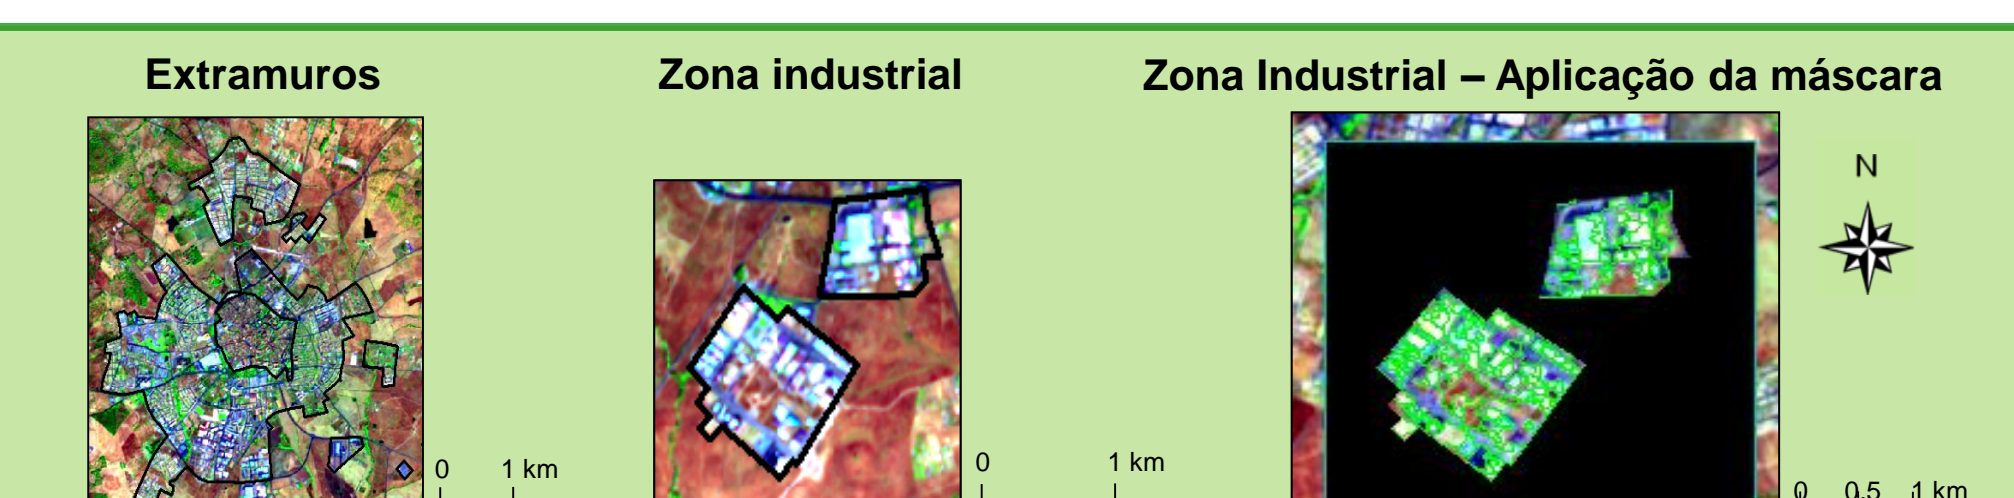 Extramuros
Zona industrial
Zona Industrial – Aplicação da máscara
N
0 1 km
0 1 km
0 0.5 1 km